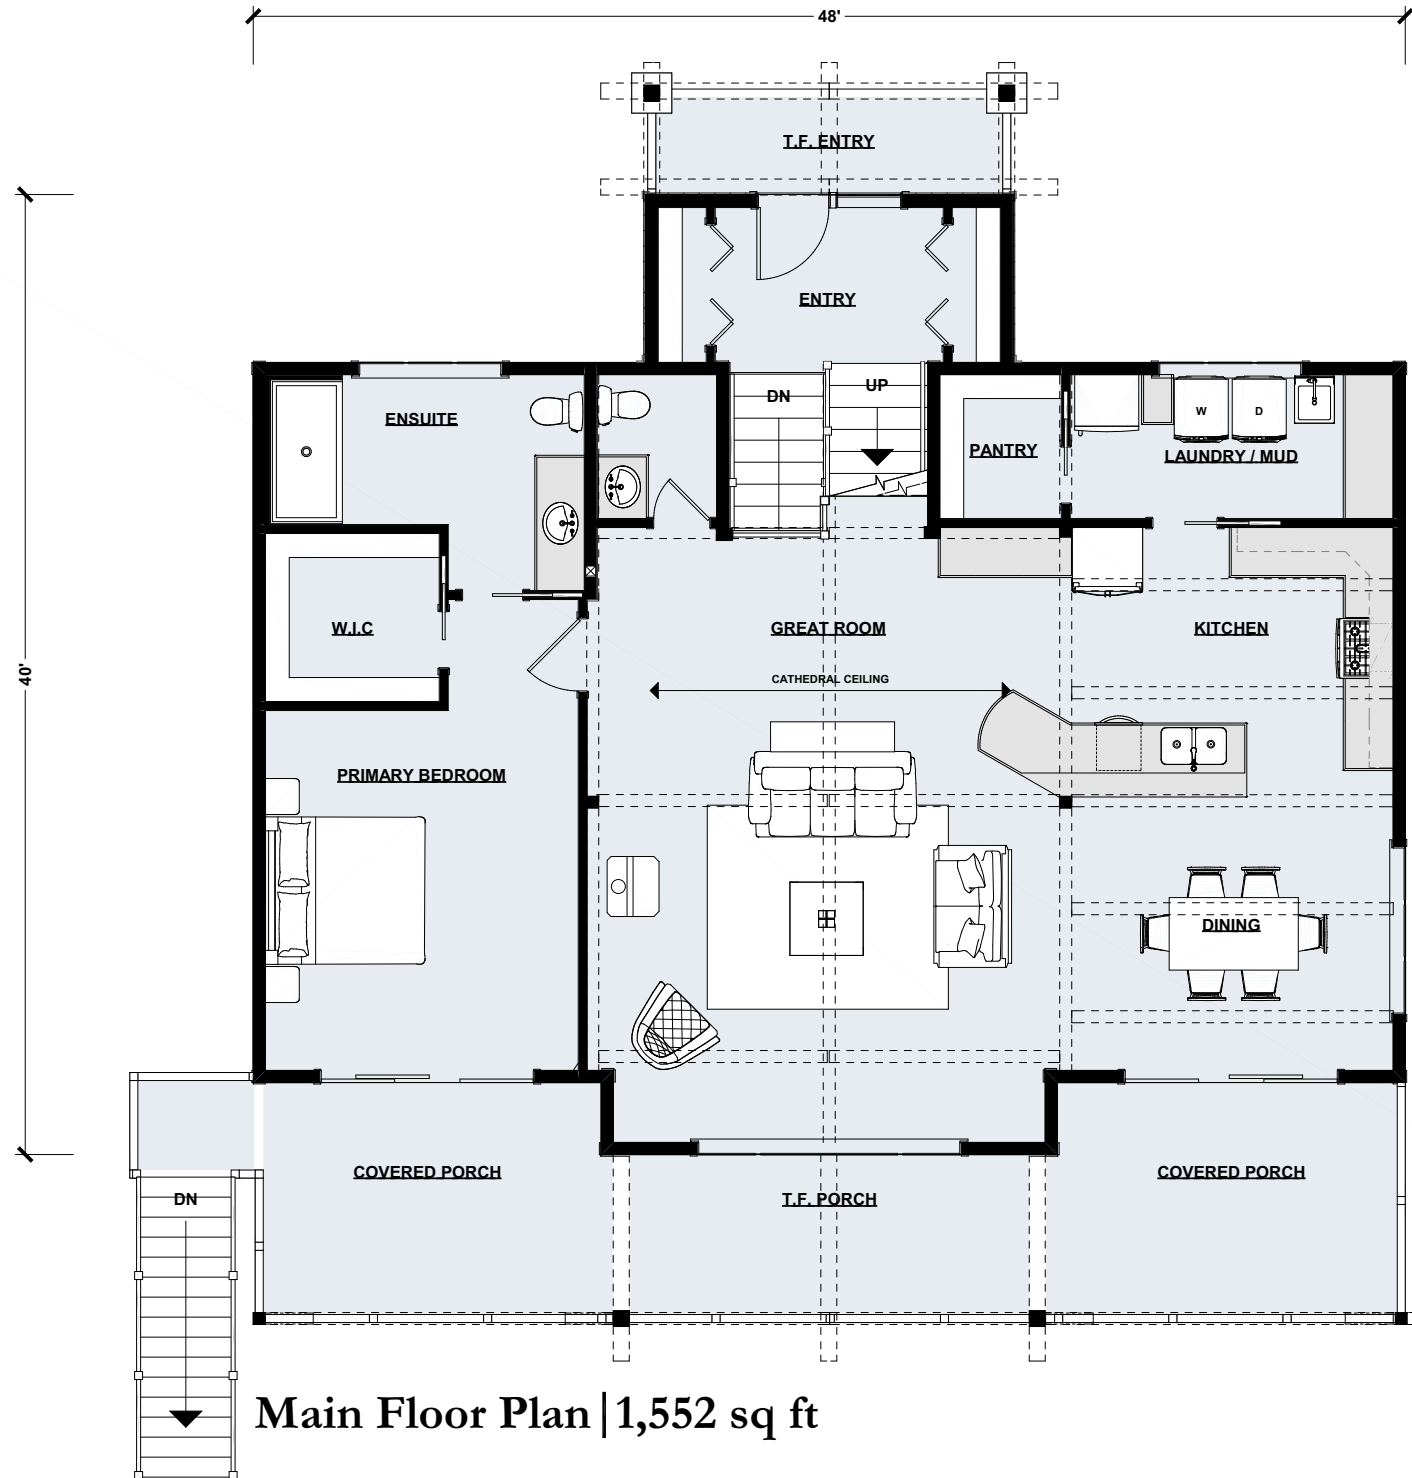 48'
T.F. ENTRY
ENTRY
DN
UP
ENSUITE
PANTRY
W
D
LAUNDRY / MUD
W.I.C
GREAT ROOM
KITCHEN
40'
CATHEDRAL CEILING
PRIMARY BEDROOM
DINING
COVERED PORCH
COVERED PORCH
DN
T.F. PORCH
Main Floor Plan|1,552 sq ft